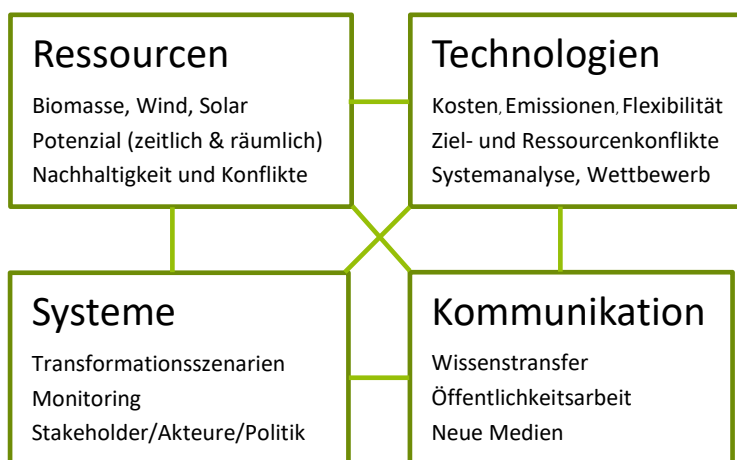 Ressourcen
Biomasse, Wind, Solar
Potenzial (zeitlich & räumlich)
Nachhaltigkeit und Konflikte
Technologien
Kosten, Emissionen, Flexibilität
Ziel- und Ressourcenkonflikte
Systemanalyse, Wettbewerb
Systeme
Transformationsszenarien
Monitoring
Stakeholder/Akteure/Politik
Kommunikation
Wissenstransfer
Öffentlichkeitsarbeit
Neue Medien